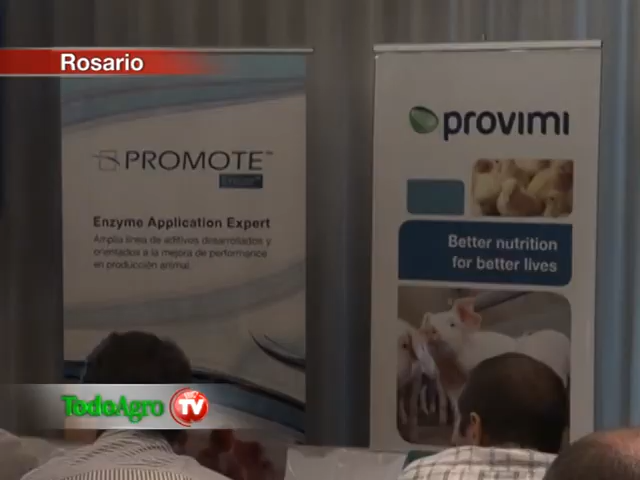 Rosario
PROMOTE™
Enzyme Application Expert
Amplia línea de aditivos desarrollados y
orientados a la mejora de performance
en producción animal.
provimi
Better nutrition
for better lives
TodoAgro TV